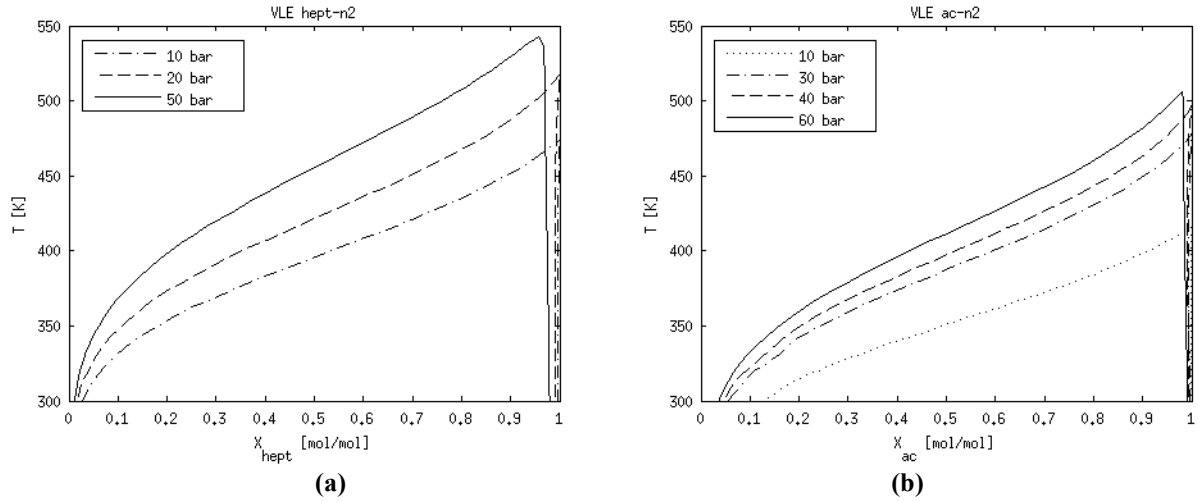 VLE hept-n2
550
500
450
400
350
300
T [K]
10 bar
20 bar
50 bar
0 0.1 0.2 0.3 0.4 0.5 0.6 0.7 0.8 0.9 1
X_hept [mol/mol]
(a)
VLE ac-n2
550
500
450
400
350
300
T [K]
10 bar
30 bar
40 bar
60 bar
0 0.1 0.2 0.3 0.4 0.5 0.6 0.7 0.8 0.9 1
X_ac [mol/mol]
(b)